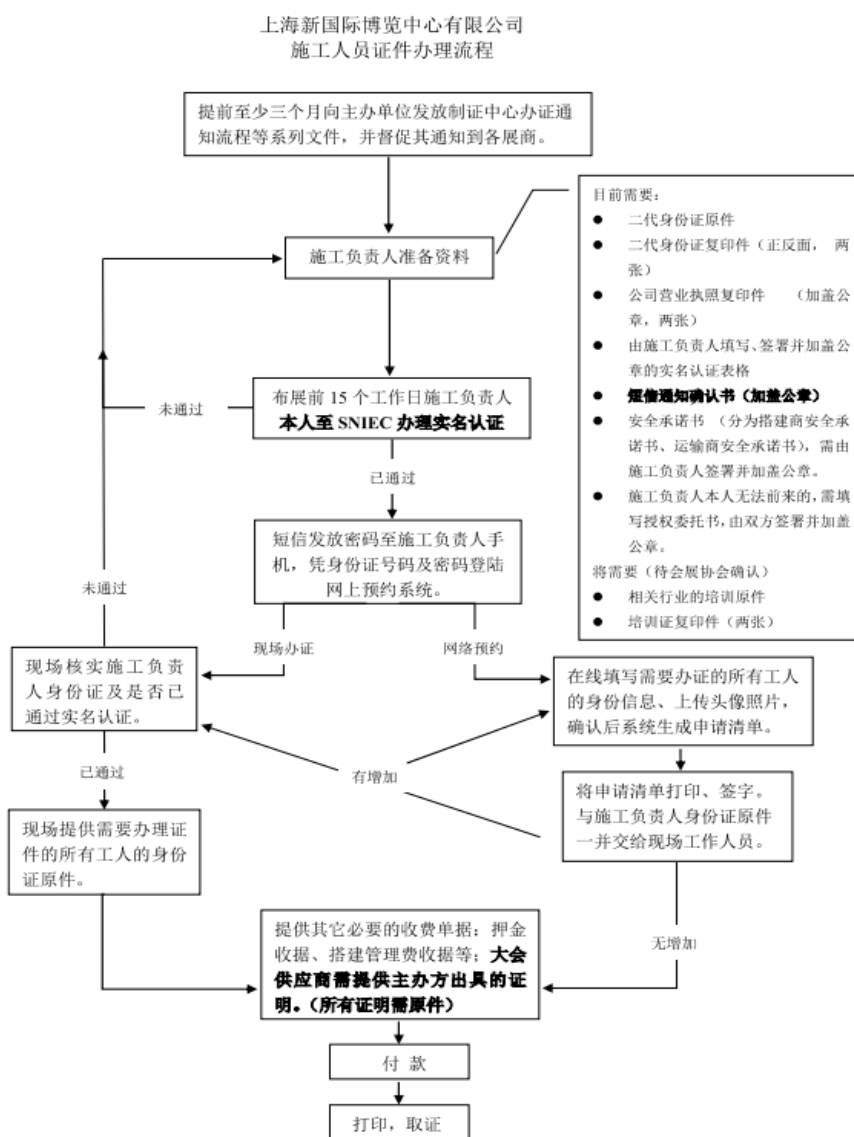 上海新国际博览中心有限公司
施工人员证件办理流程
提前至少三个月向主办单位发放制证中心办证通
知流程等系列文件，并督促其通知到各展商。
目前需要：
● 二代身份证原件
● 二代身份证复印件（正反面， 两
张）
● 公司营业执照复印件 （加盖公
章，两张）
● 由施工负责人填写、签署并加盖公
章的实名认证表格
● 短信通知确认书（加盖公章）
● 安全承诺书 （分为搭建商安全承
诺书、运输商安全承诺书），需由
施工负责人签署并加盖公章。
● 施工负责人本人无法前来的，需填
写授权委托书，由双方签署并加盖
公章。
将需要（待会展协会确认）
● 相关行业的培训原件
● 培训证复印件（两张）
施工负责人准备资料
布展前 15 个工作日施工负责人
本人至 SNIEC 办理实名认证
未通过
已通过
短信发放密码至施工负责人手
机，凭身份证号码及密码登陆
网上预约系统。
未通过
现场办证
网络预约
现场核实施工负责
人身份证及是否已
通过实名认证。
在线填写需要办证的所有工人
的身份信息、上传头像照片，
确认后系统生成申请清单。
已通过
有增加
将申请清单打印、签字。
与施工负责人身份证原件
一并交给现场工作人员。
现场提供需要办理证
件的所有工人的身份
证原件。
无增加
提供其它必要的收费单据：押金
收据、搭建管理费收据等；大会
供应商需提供主办方出具的证
明。（所有证明需原件）
付 款
打印，取证